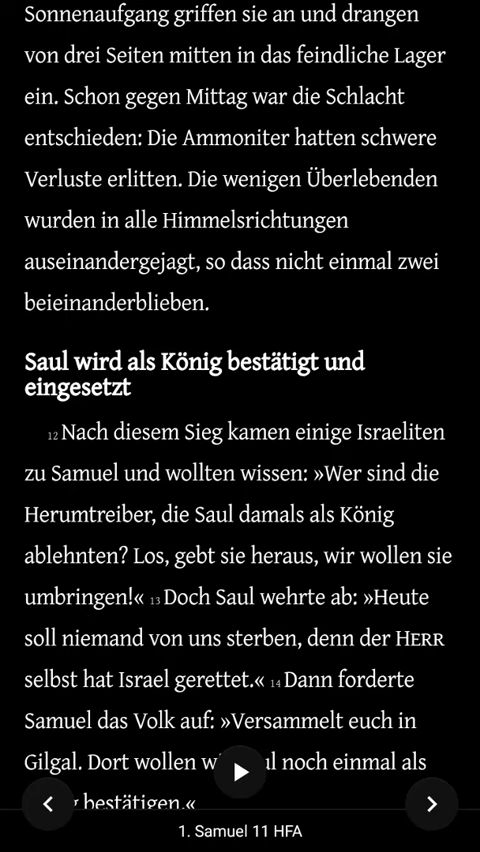 Sonnenaufgang griffen sie an und drangen
von drei Seiten mitten in das feindliche Lager
ein. Schon gegen Mittag war die Schlacht
entschieden: Die Ammoniter hatten schwere
Verluste erlitten. Die wenigen Überlebenden
wurden in alle Himmelsrichtungen
auseinandergejagt, so dass nicht einmal zwei
beieinanderblieben.
Saul wird als König bestätigt und
eingesetzt
12 Nach diesem Sieg kamen einige Israeliten
zu Samuel und wollten wissen: »Wer sind die
Herumtreiber, die Saul damals als König
ablehnten? Los, gebt sie heraus, wir wollen sie
umbringen!« 13 Doch Saul wehrte ab: »Heute
soll niemand von uns sterben, denn der HERR
selbst hat Israel gerettet.« 14 Dann forderte
Samuel das Volk auf: »Versammelt euch in
Gilgal. Dort wollen noch einmal als
bestätigen.«
1. Samuel 11 HFA